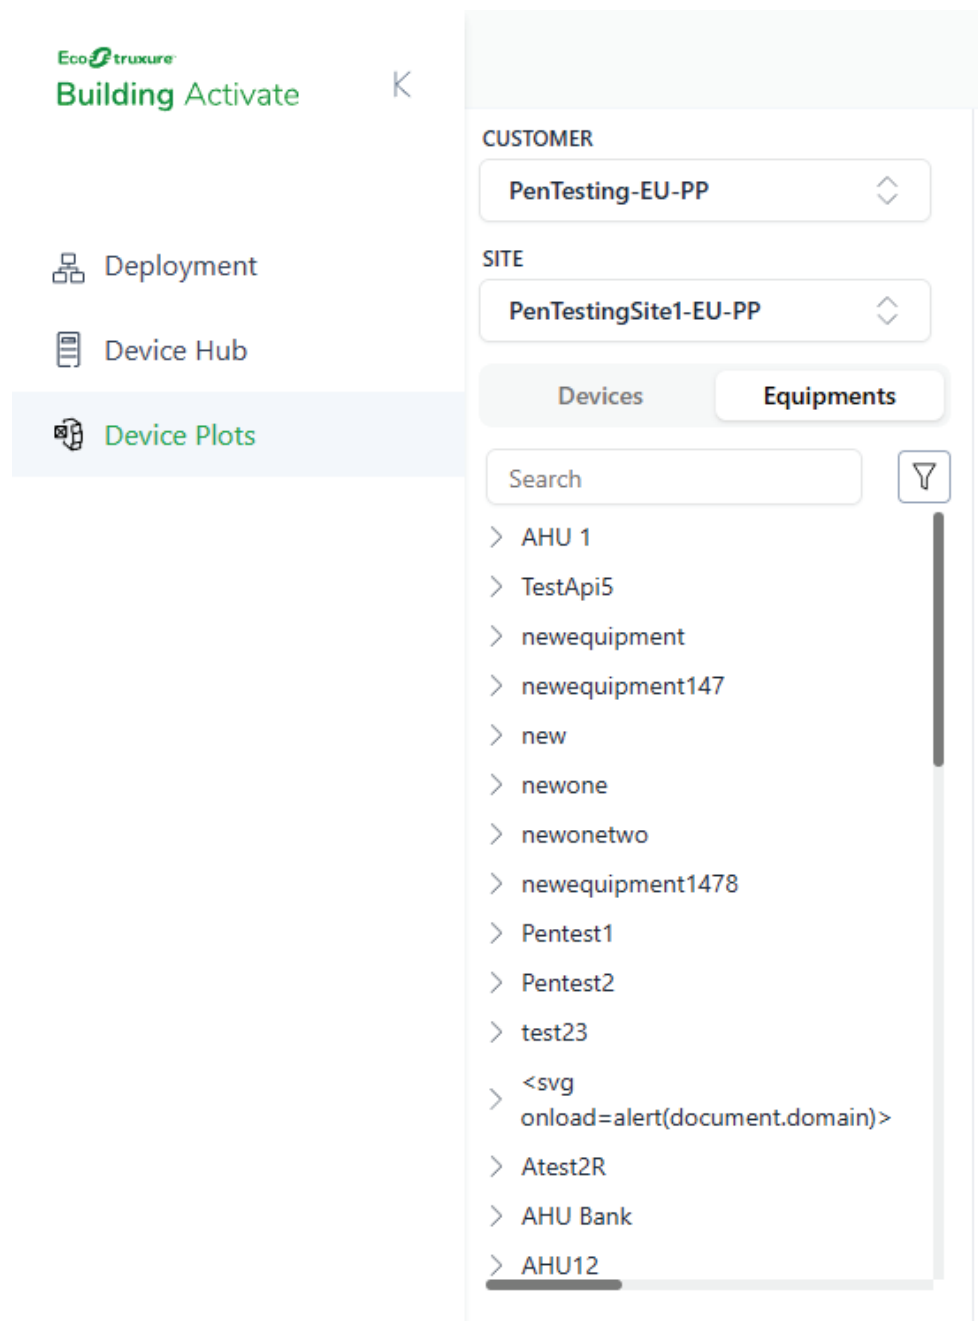 EcoStruxure
Building Activate
Deployment
Device Hub
Device Plots
CUSTOMER
PenTesting-EU-PP
SITE
PenTestingSite1-EU-PP
Devices
Equipments
Search
AHU 1
TestApi5
newequipment
newequipment147
new
newone
newonetwo
newequipment1478
Pentest1
Pentest2
test23
<svg
onload=alert(document.domain)>
Atest2R
AHU Bank
AHU12